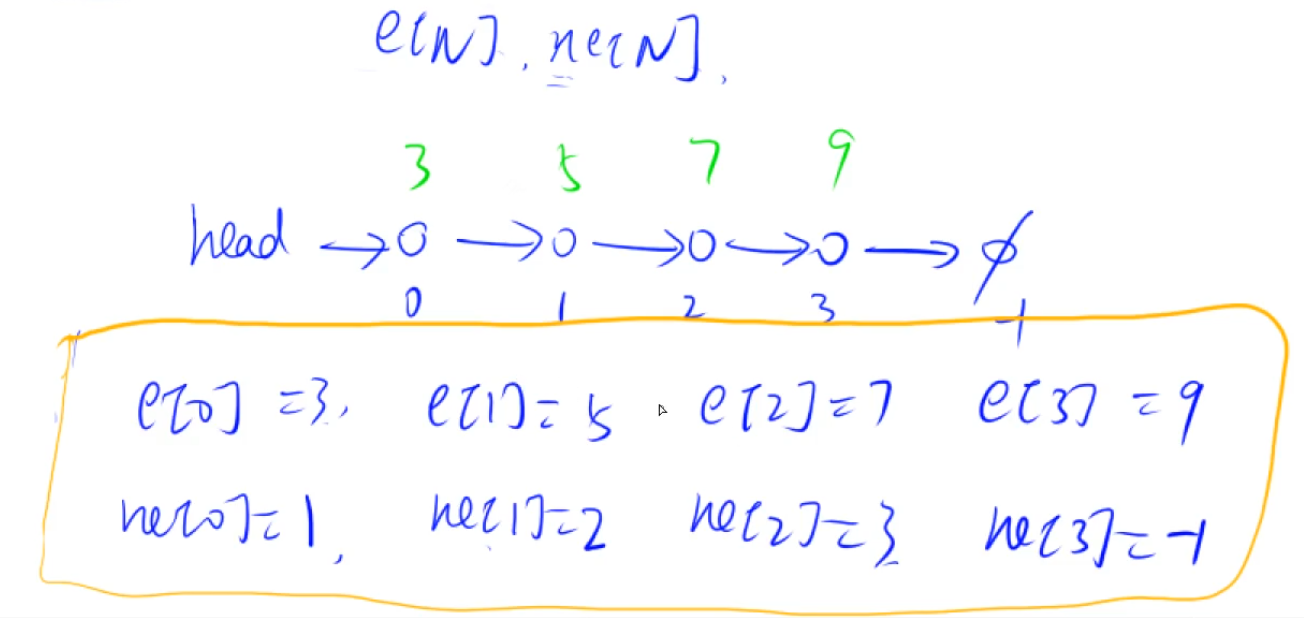 e[N], ne[N],
3 5 7 9
head → o → o → o → o → ∅
0 1 2 3 -1
e[0]=3, e[1]=5 e[2]=7 e[3]=9
ne[0]=1, ne[1]=2 ne[2]=3 ne[3]=-1